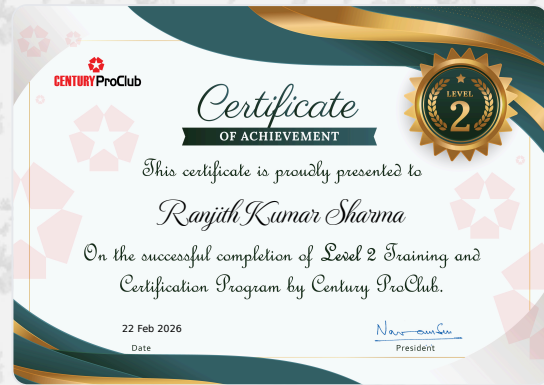 CENTURY ProClub
LEVEL
2
Certificate
OF ACHIEVEMENT
This certificate is proudly presented to
Ranjith Kumar Sharma
On the successful completion of Level 2 Training and
Certification Program by Century ProClub.
22 Feb 2026
Date
President